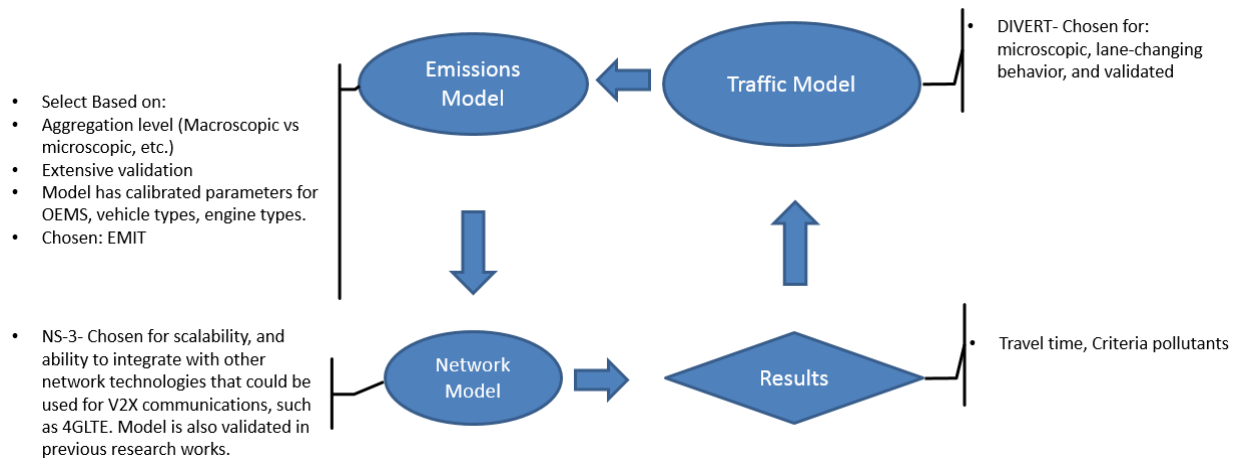 Emissions
Model
Traffic Model
• DIVERT- Chosen for:
microscopic, lane-changing
behavior, and validated
• Select Based on:
• Aggregation level (Macroscopic vs
microscopic, etc.)
• Extensive validation
• Model has calibrated parameters for
OEMS, vehicle types, engine types.
• Chosen: EMIT
• NS-3- Chosen for scalability, and
ability to integrate with other
network technologies that could be
used for V2X communications, such
as 4GLTE. Model is also validated in
previous research works.
Network
Model
Results
• Travel time, Criteria pollutants